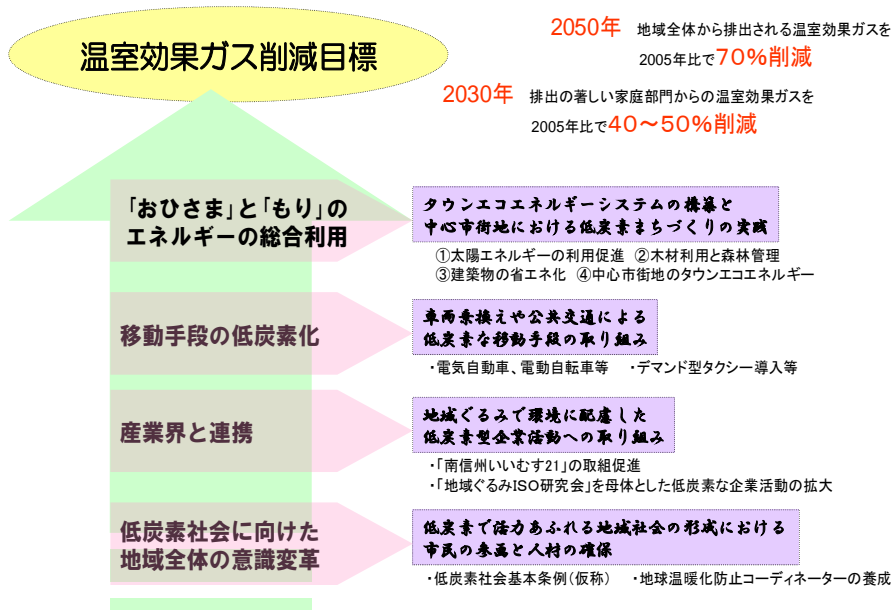 温室効果ガス削減目標
2050年 地域全体から排出される温室効果ガスを
2005年比で70%削減
2030年 排出の著しい家庭部門からの温室効果ガスを
2005年比で40～50%削減
「おひさま」と「もり」の
エネルギーの総合利用
タウンエコエネルギーシステムの構築と
中心市街地における低炭素まちづくりの実践
①太陽エネルギーの利用促進 ②木材利用と森林管理
③建築物の省エネ化 ④中心市街地のタウンエコエネルギー
移動手段の低炭素化
車両乗換えや公共交通による
低炭素な移動手段の取り組み
・電気自動車、電動自転車等 ・デマンド型タクシー導入等
産業界と連携
地域ぐるみで環境に配慮した
低炭素型企業活動への取り組み
・「南信州いいむす21」の取組促進
・「地域ぐるみISO研究会」を母体とした低炭素な企業活動の拡大
低炭素社会に向けた
地域全体の意識変革
低炭素で活力あふれる地域社会の形成における
市民の参画と人材の確保
・低炭素社会基本条例(仮称) ・地球温暖化防止コーディネーターの養成